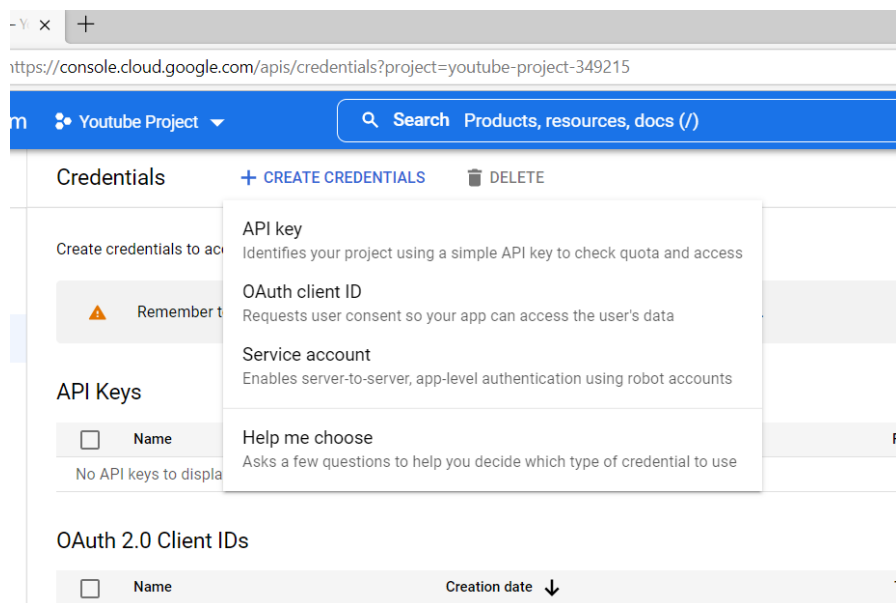 https://console.cloud.google.com/apis/credentials?project=youtube-project-349215
m Youtube Project Search Products, resources, docs (/)
Credentials + CREATE CREDENTIALS DELETE
API key
Create credentials to ac Identifies your project using a simple API key to check quota and access
OAuth client ID
Remember t Requests user consent so your app can access the user's data
Service account
Enables server-to-server, app-level authentication using robot accounts
API Keys
Help me choose
Name
Asks a few questions to help you decide which type of credential to use
No API keys to displa
OAuth 2.0 Client IDs
Name Creation date